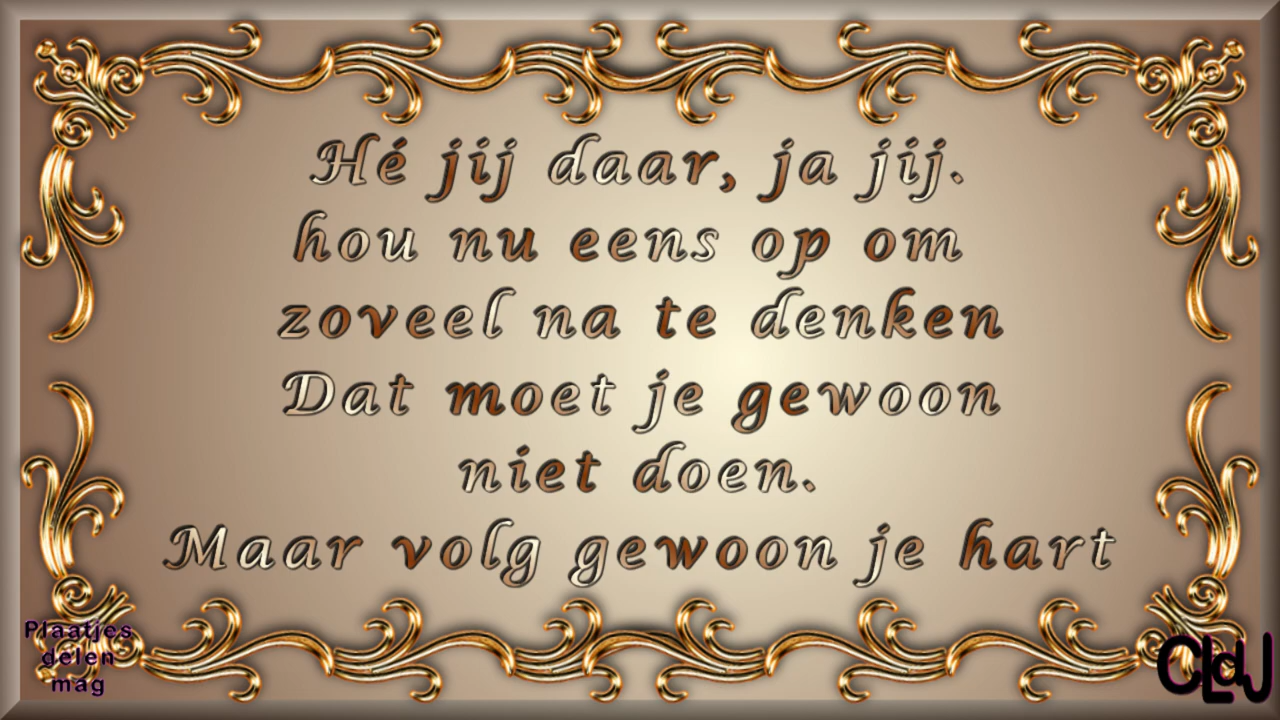 Hé jij daar, ja jij.
hou nu eens op om
zoveel na te denken
Dat moet je gewoon
niet doen.
Maar volg gewoon je hart
Plaatjes
delen
mag
CLdJ